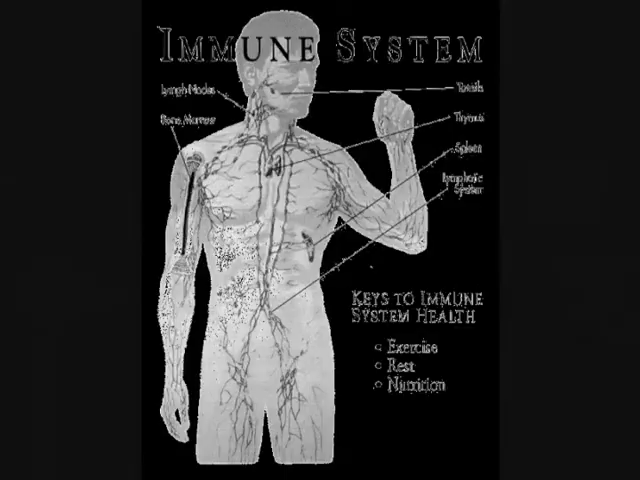 IMMUNE SYSTEM
Lymph Nodes
Tonsils
Bone Marrow
Thymus
Spleen
Lymphatic
System
KEYS TO IMMUNE
SYSTEM HEALTH
Exercise
Rest
Nutrition